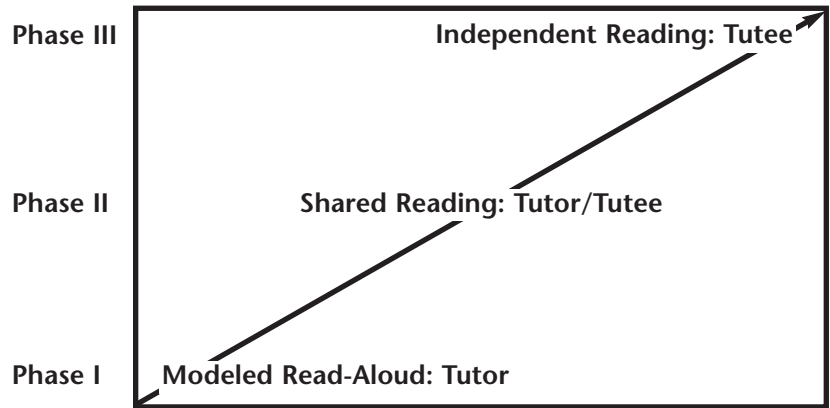 Phase III Independent Reading: Tutee
Phase II Shared Reading: Tutor/Tutee
Phase I Modeled Read-Aloud: Tutor